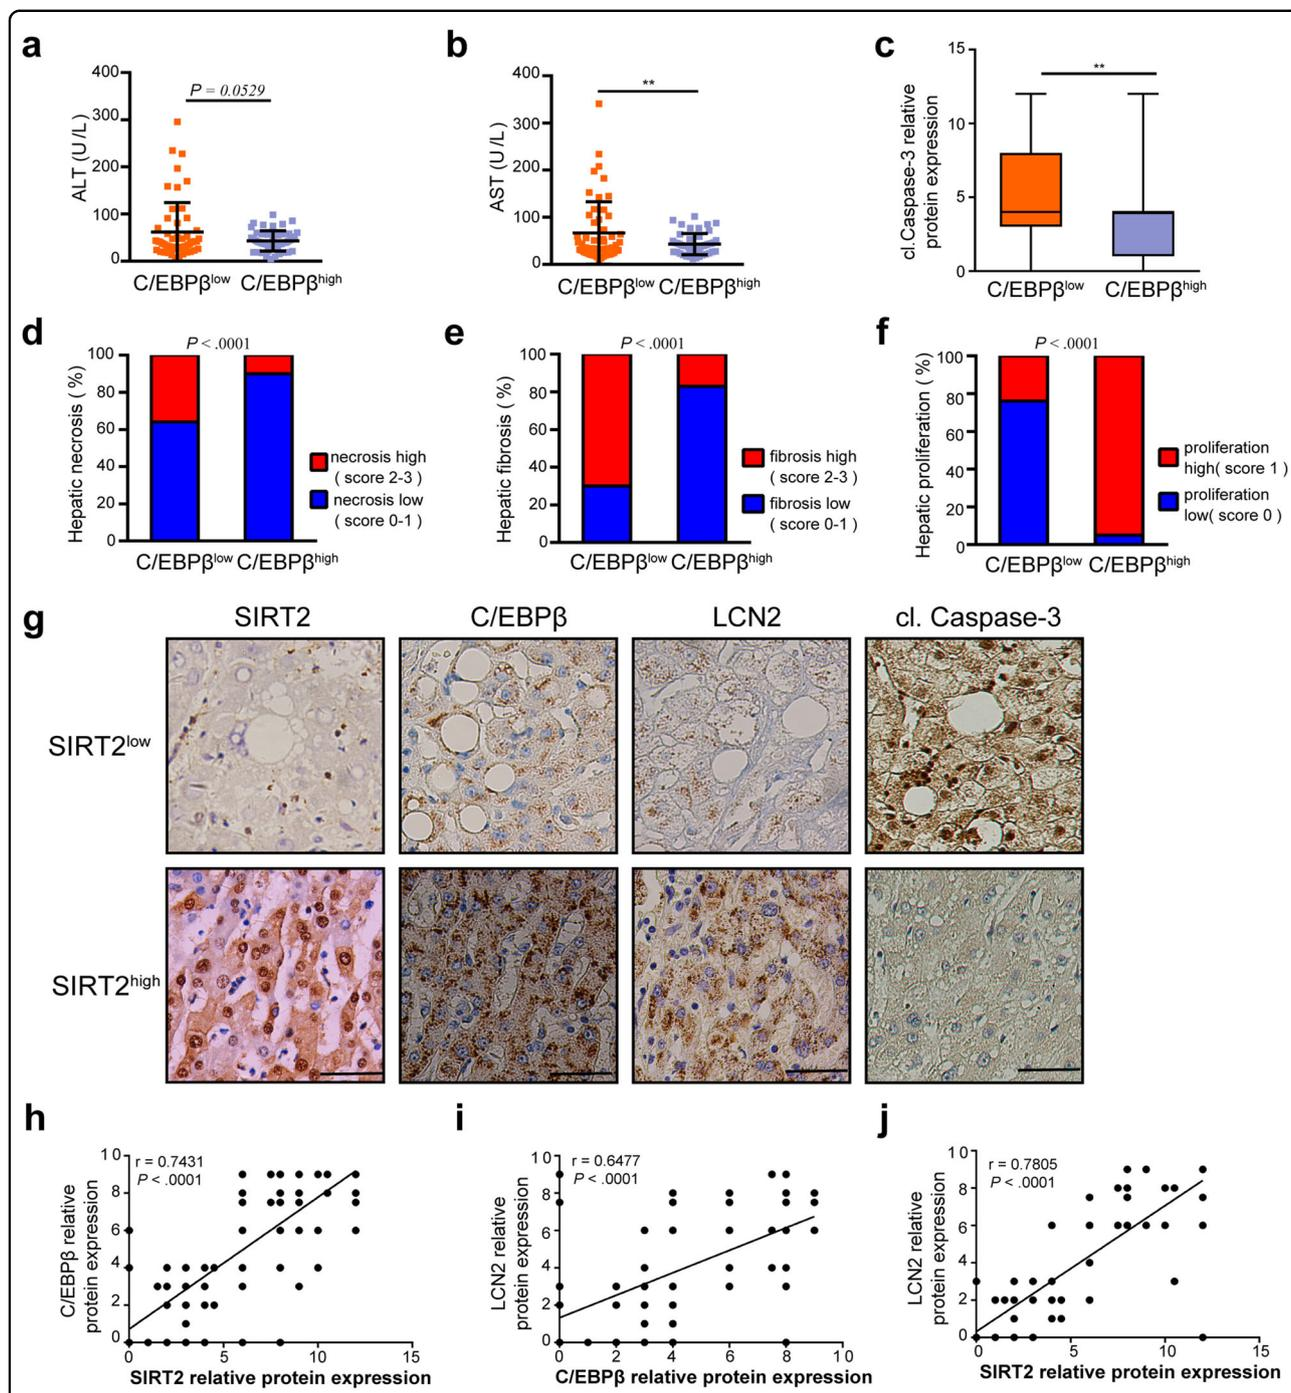 a
400
300
200
100
0
ALT (U /L)
P = 0.0529
C/EBPβlow C/EBPβhigh
b
400
300
200
100
0
AST (U /L)
**
C/EBPβlow C/EBPβhigh
c
15
10
5
0
cl.Caspase-3 relative
protein expression
**
C/EBPβlow C/EBPβhigh
d
P < .0001
100
80
60
40
20
0
Hepatic necrosis ( %)
necrosis high
( score 2-3 )
necrosis low
( score 0-1 )
C/EBPβlow C/EBPβhigh
e
P < .0001
100
80
60
40
20
0
Hepatic fibrosis ( %)
fibrosis high
( score 2-3 )
fibrosis low
( score 0-1 )
C/EBPβlow C/EBPβhigh
f
P < .0001
100
80
60
40
20
0
Hepatic proliferation ( %)
proliferation
high( score 1 )
proliferation
low( score 0 )
C/EBPβlow C/EBPβhigh
g
SIRT2 C/EBPβ LCN2 cl. Caspase-3
SIRT2low
SIRT2high
h
10
8
6
4
2
0
C/EBPβ relative
protein expression
r = 0.7431
P < .0001
0 5 10 15
SIRT2 relative protein expression
i
10
8
6
4
2
0
LCN2 relative
protein expression
r = 0.6477
P < .0001
0 2 4 6 8 10
C/EBPβ relative protein expression
j
10
8
6
4
2
0
LCN2 relative
protein expression
r = 0.7805
P < .0001
0 5 10 15
SIRT2 relative protein expression